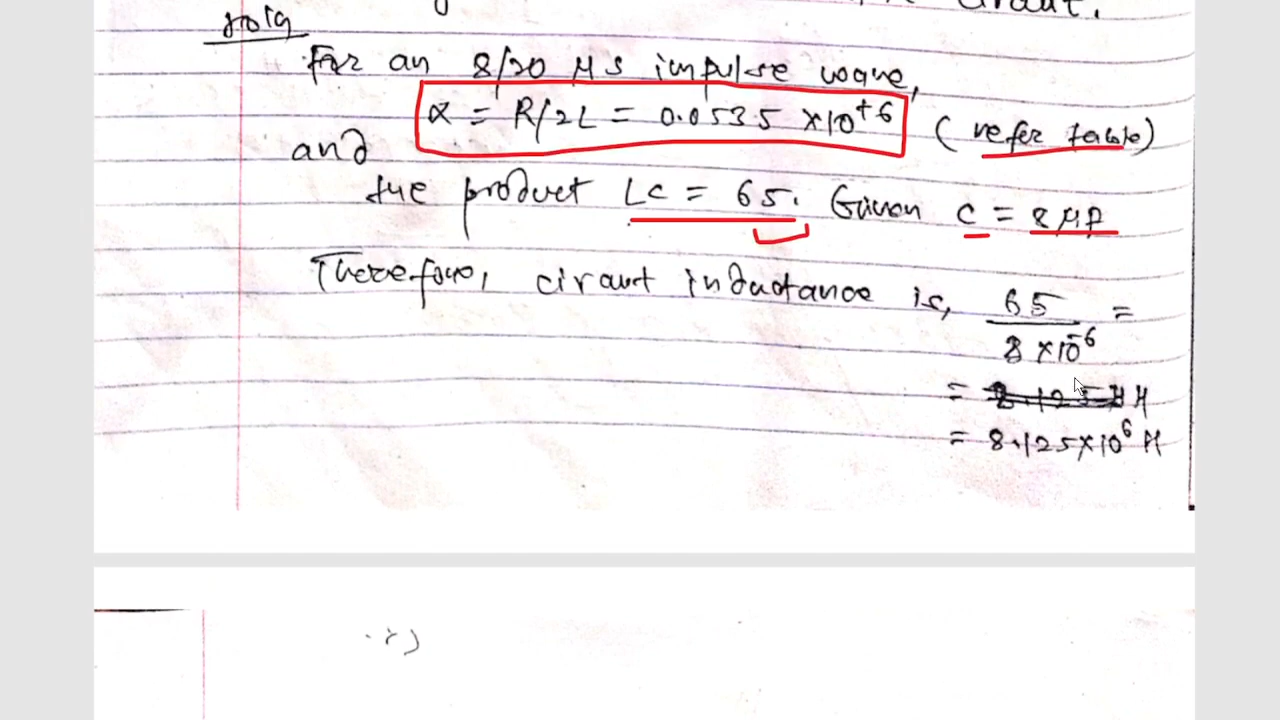 soln
For an 8/20 μs impulse wave,
α = R/2L = 0.0535 ×10⁺⁶ (refer table)
and
the product LC = 65. Given C = 8 μF
Therefore, circuit inductance is, 65 / 8 ×10⁻⁶ =
= H
= 8.125×10⁶ H